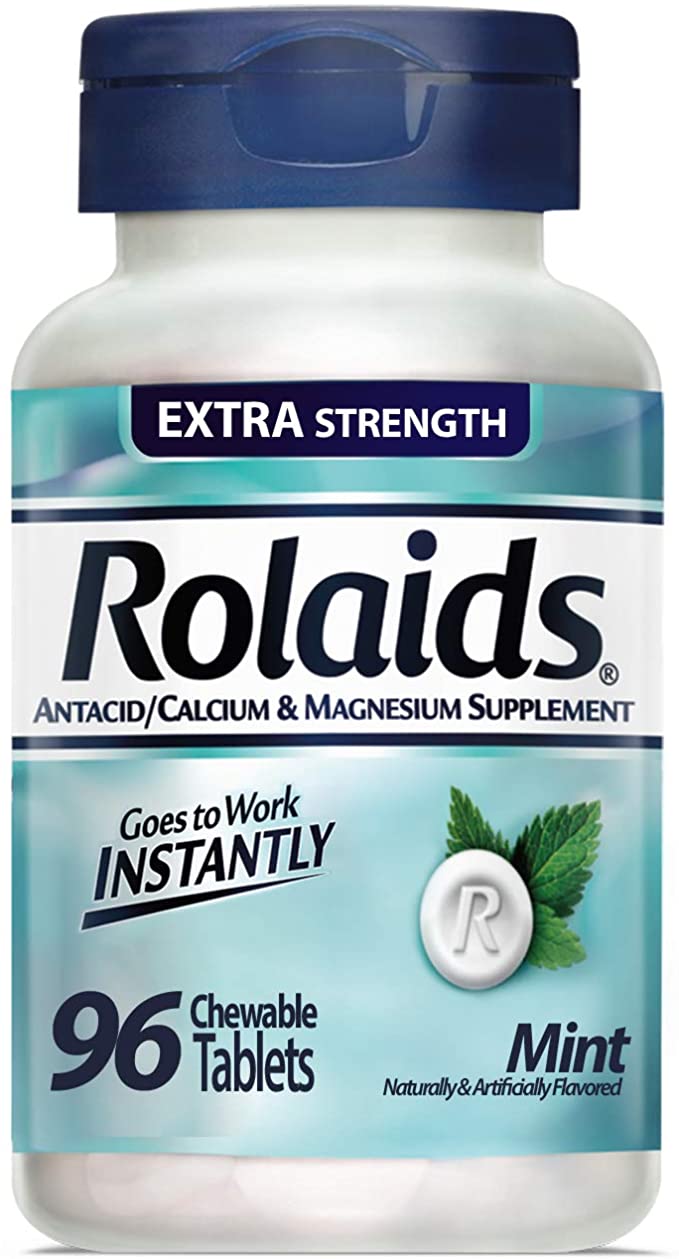 EXTRA STRENGTH
Rolaids®
ANTACID/CALCIUM & MAGNESIUM SUPPLEMENT
Goes to Work
INSTANTLY
R
96 Chewable
Tablets
Mint
Naturally & Artificially Flavored